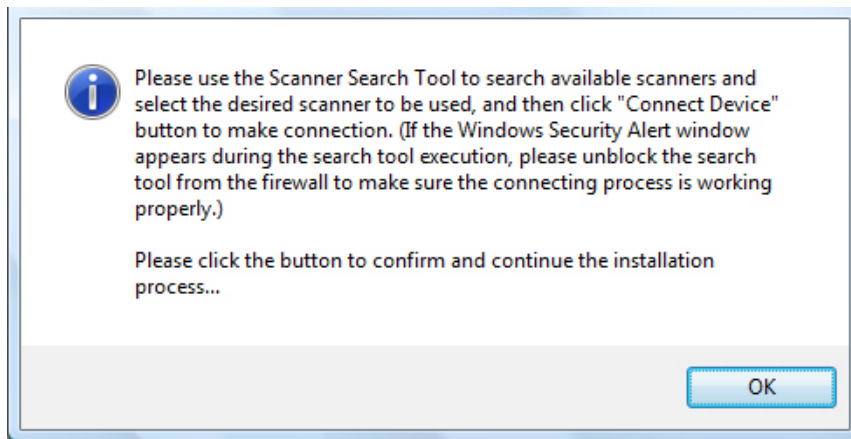 Please use the Scanner Search Tool to search available scanners and
select the desired scanner to be used, and then click "Connect Device"
button to make connection. (If the Windows Security Alert window
appears during the search tool execution, please unblock the search
tool from the firewall to make sure the connecting process is working
properly.)
Please click the button to confirm and continue the installation
process...
OK